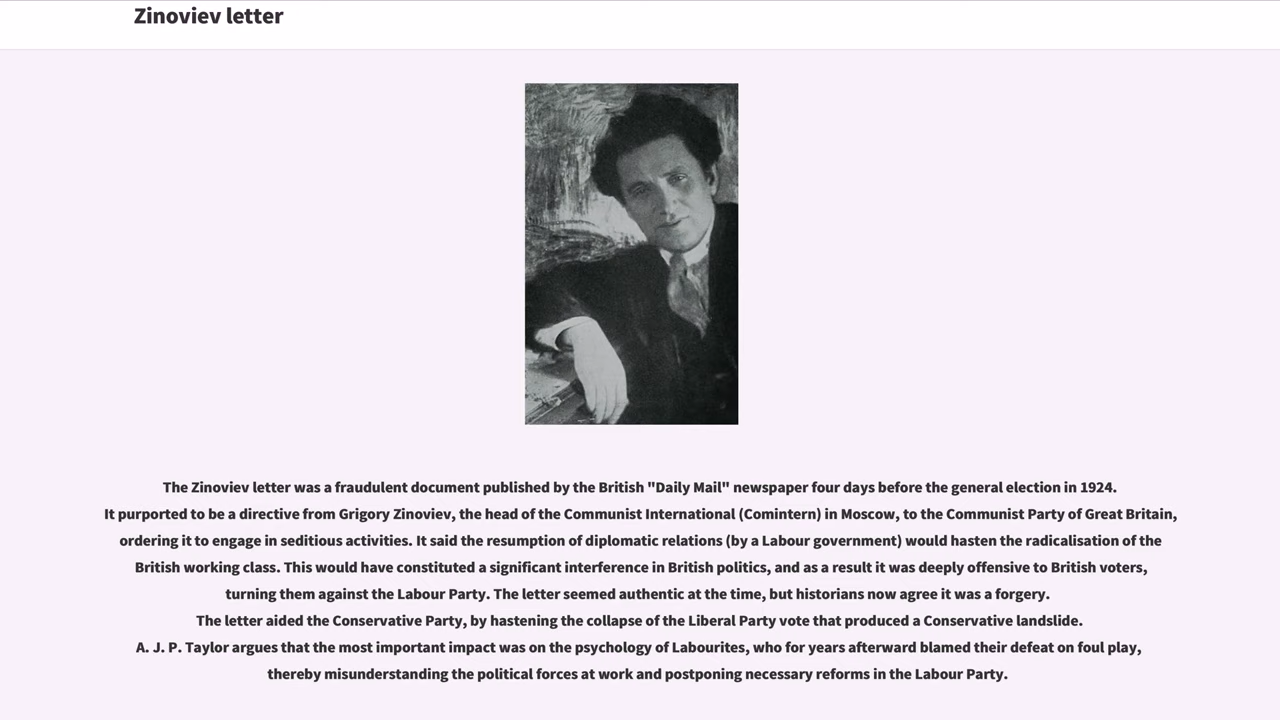 Zinoviev letter
The Zinoviev letter was a fraudulent document published by the British "Daily Mail" newspaper four days before the general election in 1924.
It purported to be a directive from Grigory Zinoviev, the head of the Communist International (Comintern) in Moscow, to the Communist Party of Great Britain,
ordering it to engage in seditious activities. It said the resumption of diplomatic relations (by a Labour government) would hasten the radicalisation of the
British working class. This would have constituted a significant interference in British politics, and as a result it was deeply offensive to British voters,
turning them against the Labour Party. The letter seemed authentic at the time, but historians now agree it was a forgery.
The letter aided the Conservative Party, by hastening the collapse of the Liberal Party vote that produced a Conservative landslide.
A. J. P. Taylor argues that the most important impact was on the psychology of Labourites, who for years afterward blamed their defeat on foul play,
thereby misunderstanding the political forces at work and postponing necessary reforms in the Labour Party.